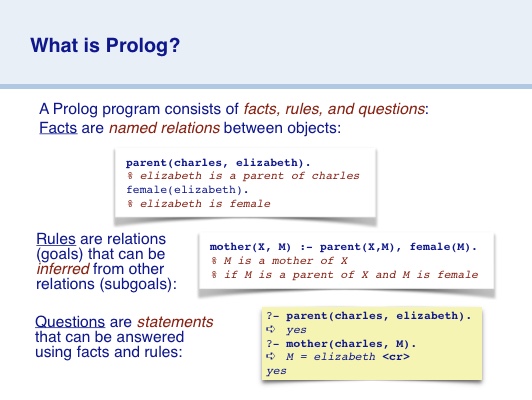 What is Prolog?
A Prolog program consists of facts, rules, and questions:
Facts are named relations between objects:
parent(charles, elizabeth).
% elizabeth is a parent of charles
female(elizabeth).
% elizabeth is female
Rules are relations
(goals) that can be
inferred from other
relations (subgoals):
mother(X, M) :- parent(X,M), female(M).
% M is a mother of X
% if M is a parent of X and M is female
Questions are statements
that can be answered
using facts and rules:
?- parent(charles, elizabeth).
➪ yes
?- mother(charles, M).
➪ M = elizabeth <cr>
yes